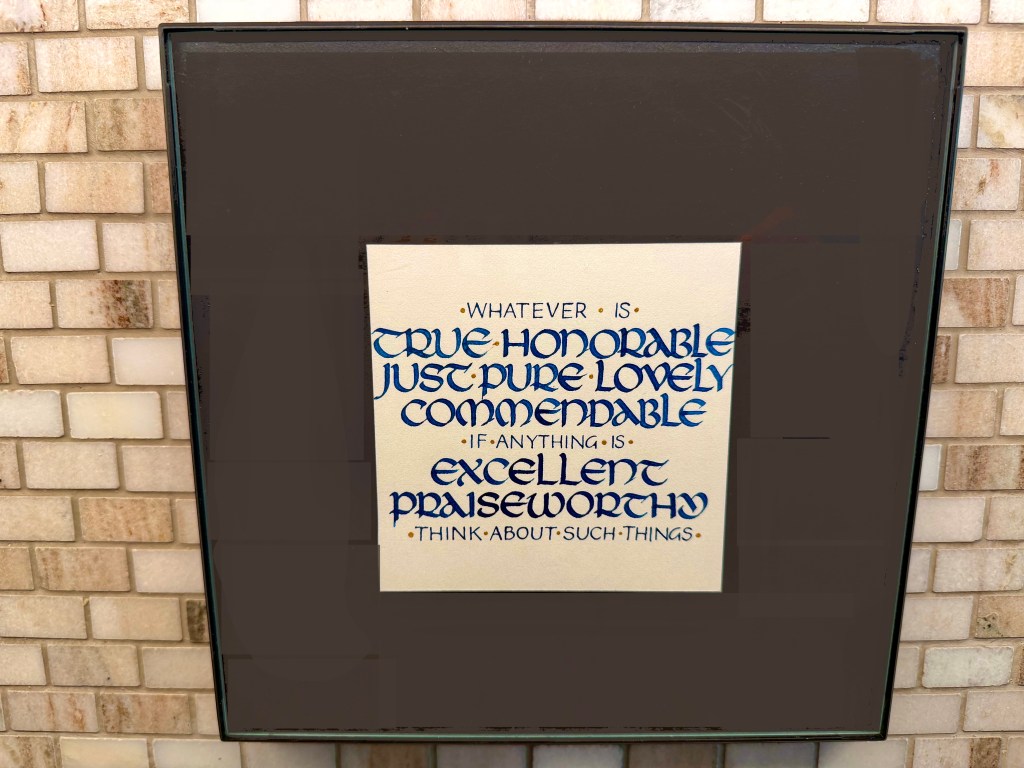 ·WHATEVER · IS·
TRUE·HONORABLE
JUST·PURE·LOVELY
COMMENDABLE
·IF·ANYTHING·IS·
EXCELLENT
PRAISEWORTHY
·THINK·ABOUT·SUCH·THINGS·